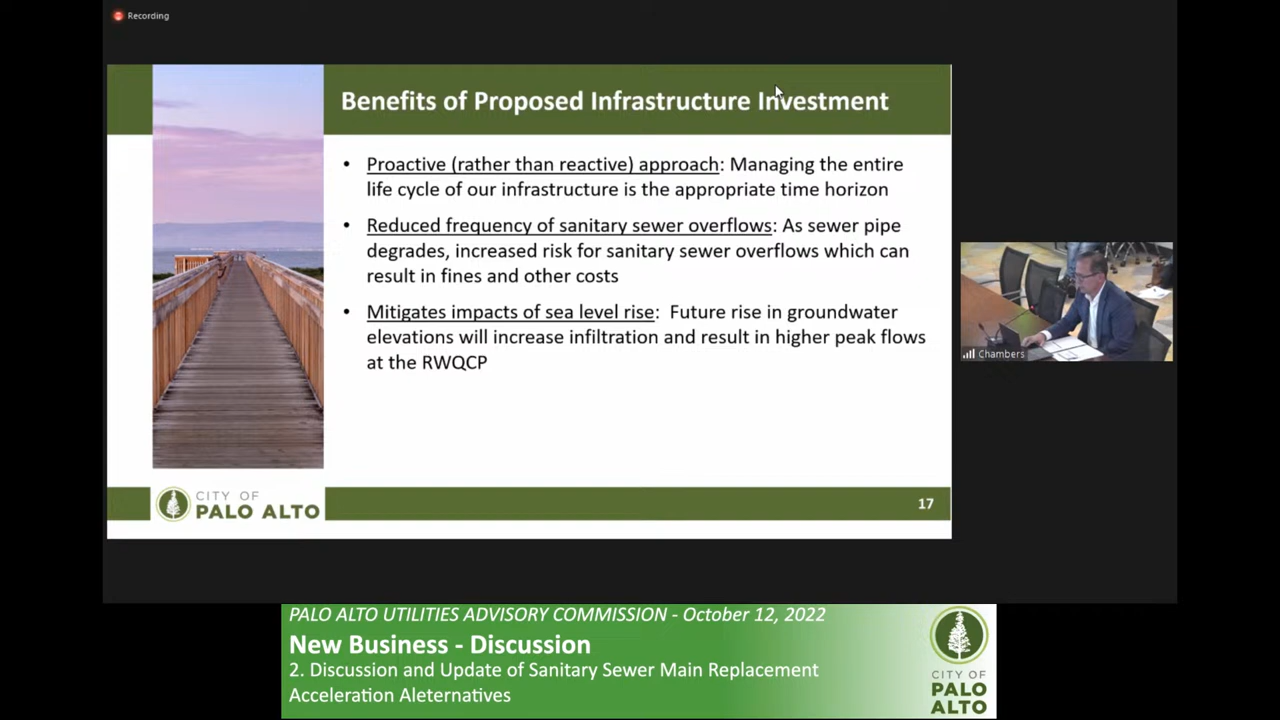 Recording
Benefits of Proposed Infrastructure Investment
• Proactive (rather than reactive) approach: Managing the entire
life cycle of our infrastructure is the appropriate time horizon
• Reduced frequency of sanitary sewer overflows: As sewer pipe
degrades, increased risk for sanitary sewer overflows which can
result in fines and other costs
• Mitigates impacts of sea level rise: Future rise in groundwater
elevations will increase infiltration and result in higher peak flows
at the RWQCP
CITY OF
PALO ALTO
17
Chambers
PALO ALTO UTILITIES ADVISORY COMMISSION - October 12, 2022
New Business - Discussion
2. Discussion and Update of Sanitary Sewer Main Replacement
Acceleration Aleternatives
CITY OF
PALO
ALTO